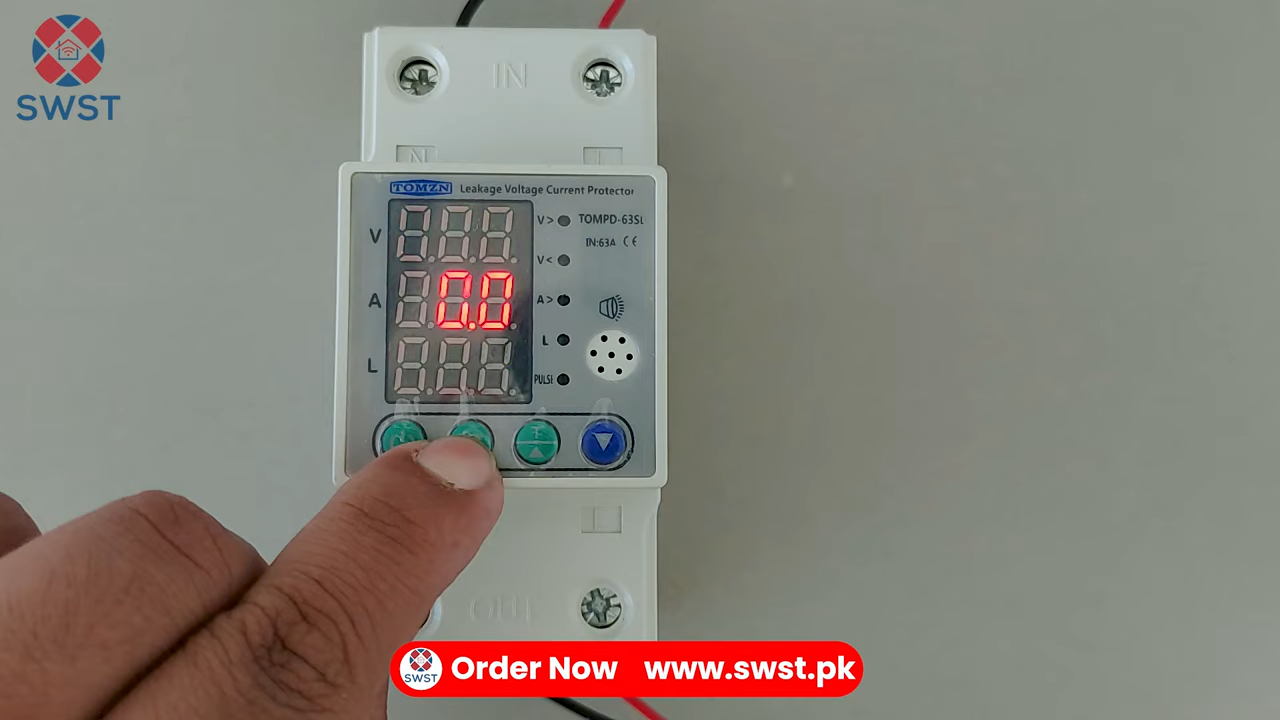 SWST
IN
N
L
TOMZN Leakage Voltage Current Protector
V
A
L
0.0
V>
V<
A>
L
PULSE
TOMPD-63SL
IN:63A CE
L
OUT
SWST
Order Now www.swst.pk